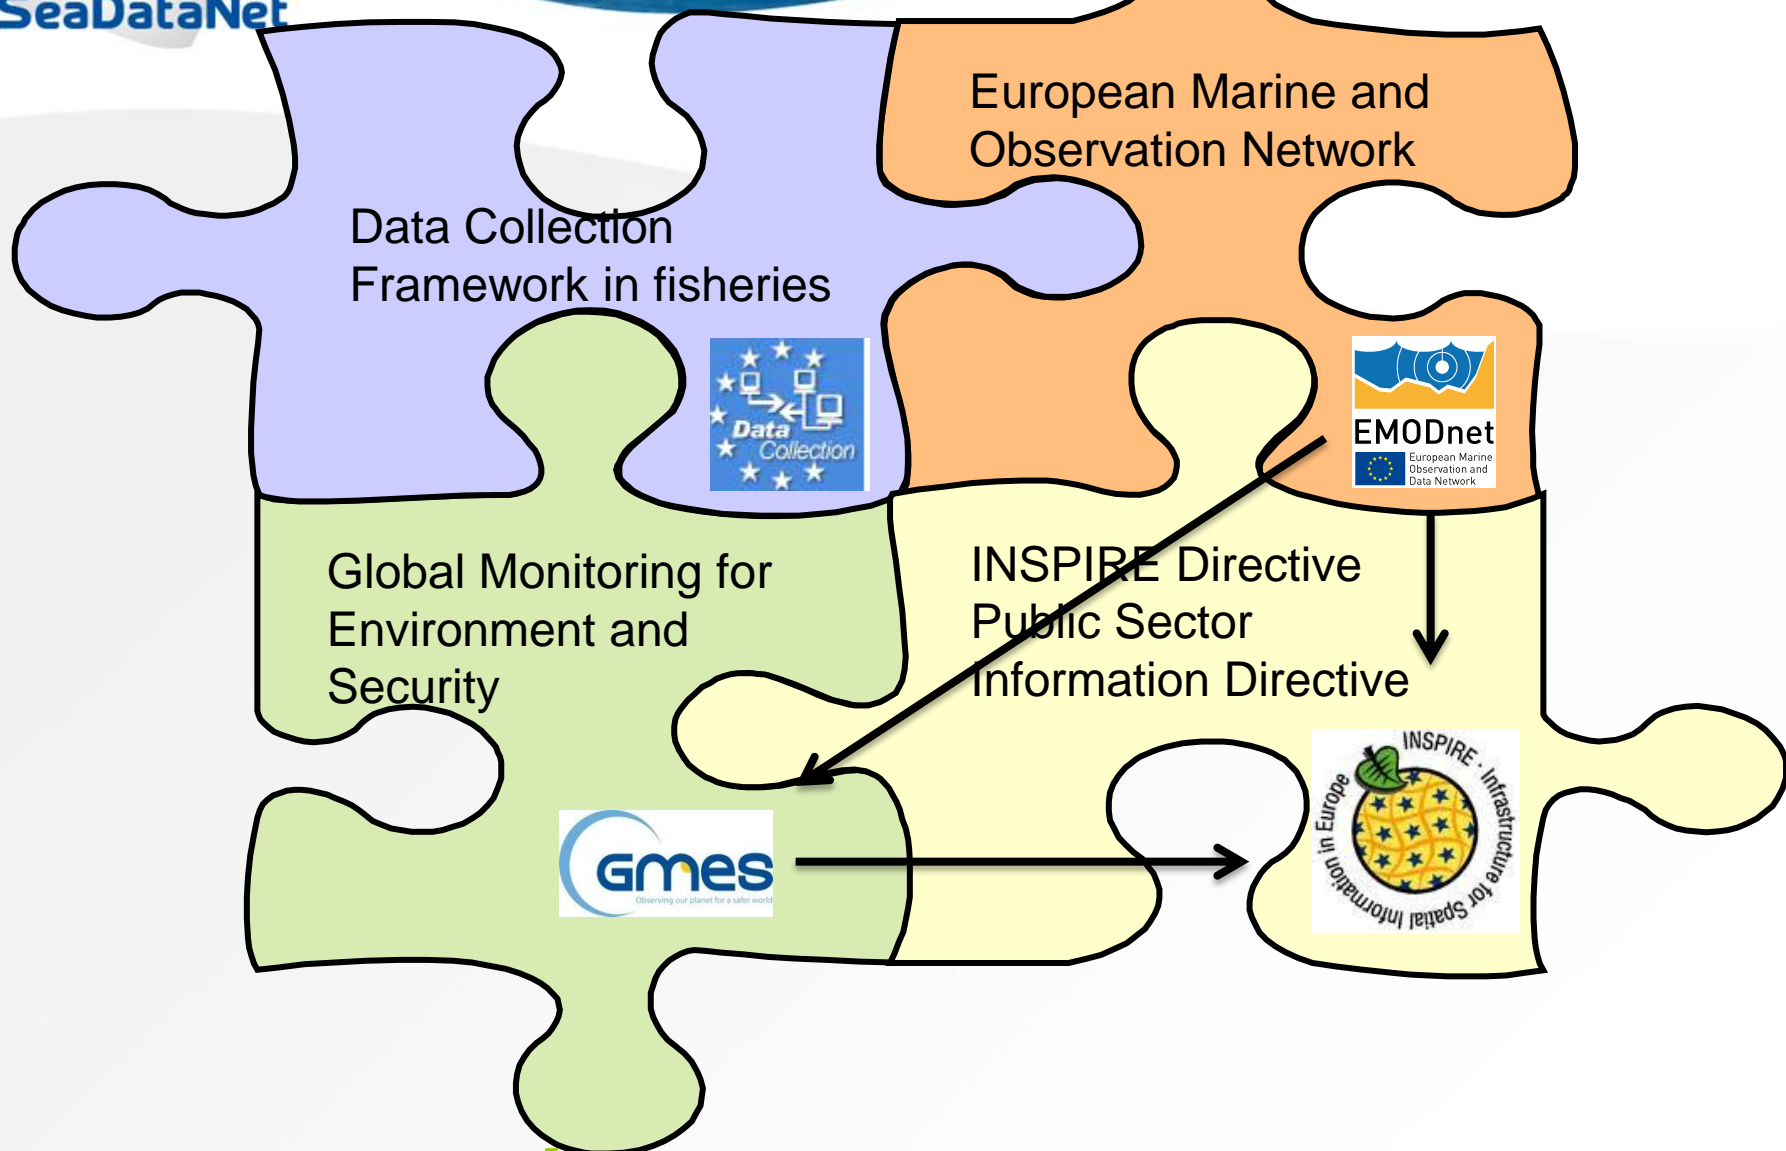 SeaDataNet
European Marine and
Observation Network
Data Collection
Framework in fisheries
Data
Collection
EMODnet
European Marine
Observation and
Data Network
Global Monitoring for
Environment and
Security
INSPIRE Directive
Public Sector
Information Directive
GMES
Observing our planet for a safer world
INSPIRE · Infrastructure for Spatial Information in Europe